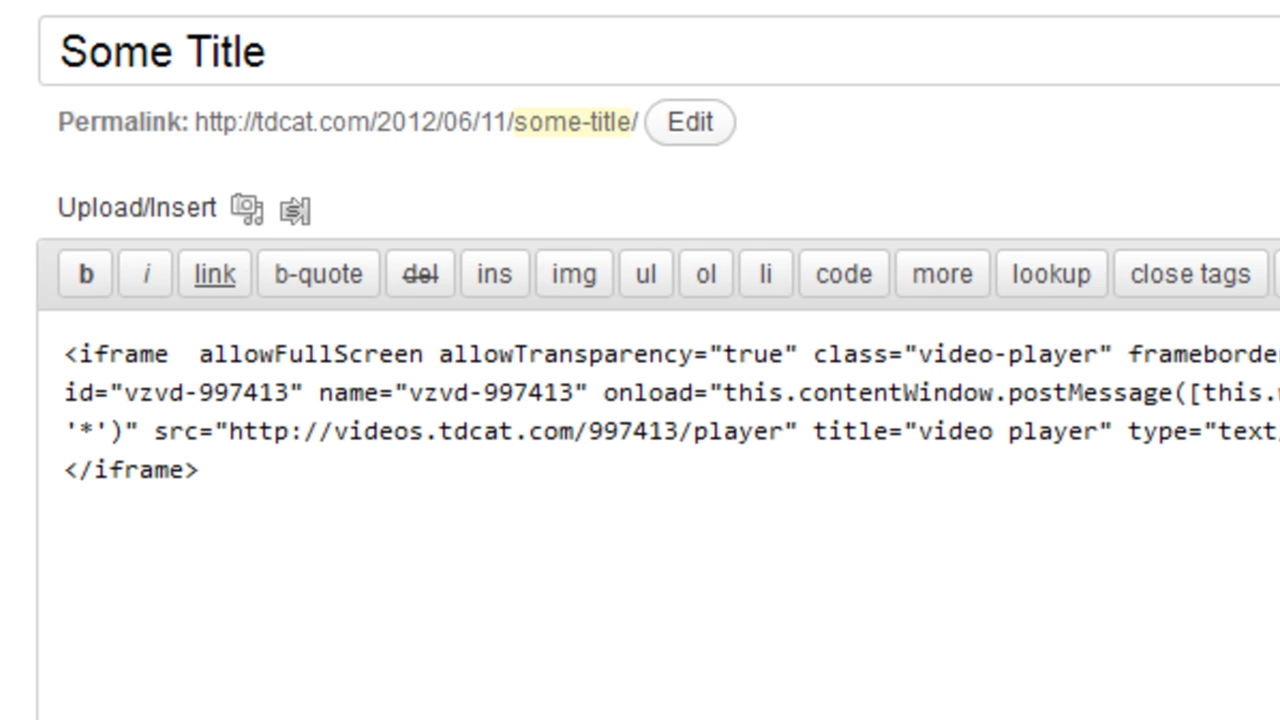 Some Title
Permalink: http://tdcat.com/2012/06/11/some-title/ Edit
Upload/Insert
b i link b-quote del ins img ul ol li code more lookup close tags
<iframe  allowFullScreen allowTransparency="true" class="video-player" frameborder
id="vzvd-997413" name="vzvd-997413" onload="this.contentWindow.postMessage([this.
'*')" src="http://videos.tdcat.com/997413/player" title="video player" type="text/
</iframe>